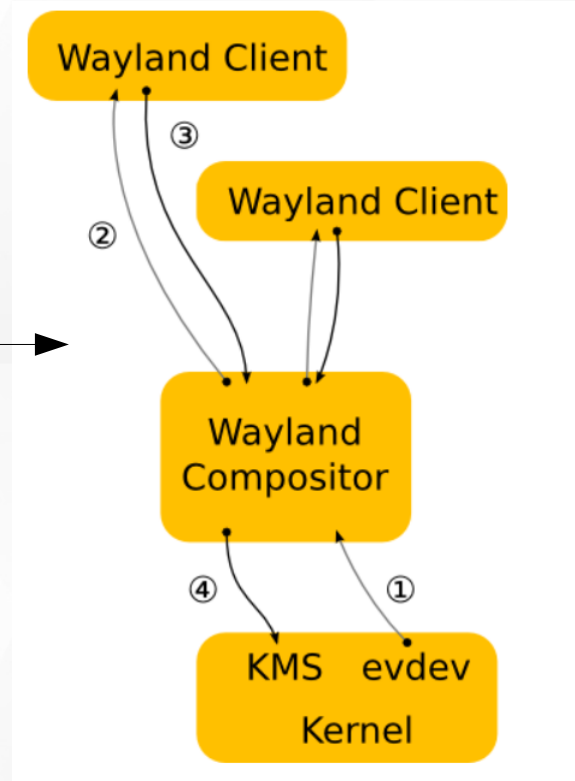 Wayland Client
③
Wayland Client
②
Wayland
Compositor
④ ①
KMS evdev
Kernel